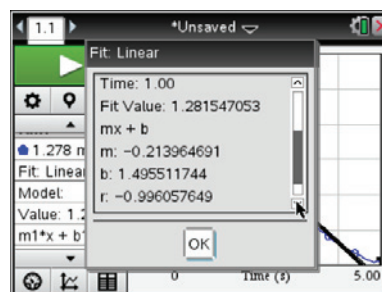 1.1
*Unsaved
Fit: Linear
Time: 1.00
Fit Value: 1.281547053
mx + b
m: -0.213964691
b: 1.495511744
r: -0.996057649
OK
1.278 m
Fit: Linea
Model:
Value: 1.2
m1*x + b
0
Time (s)
5.00